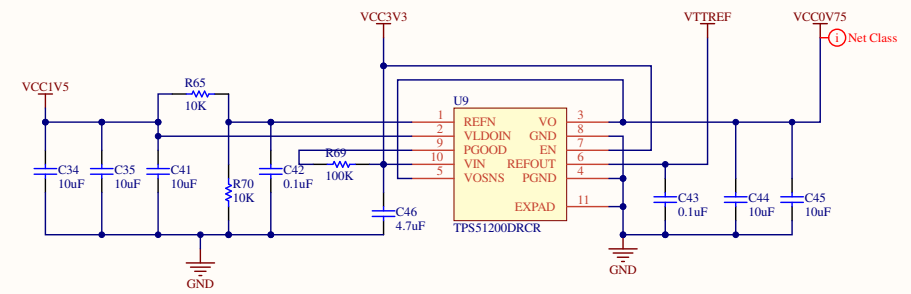 VCC3V3
VTTREF
VCC0V75
i Net Class
VCC1V5
R65
10K
U9
1 REFN VO 3
2 VLDOIN GND 8
9 PGOOD EN 7
10 VIN REFOUT 6
5 VOSNS PGND 4
EXPAD 11
TPS51200DRCR
R69
100K
C34
10uF
C35
10uF
C41
10uF
R70
10K
C42
0.1uF
C46
4.7uF
C43
0.1uF
C44
10uF
C45
10uF
GND
GND